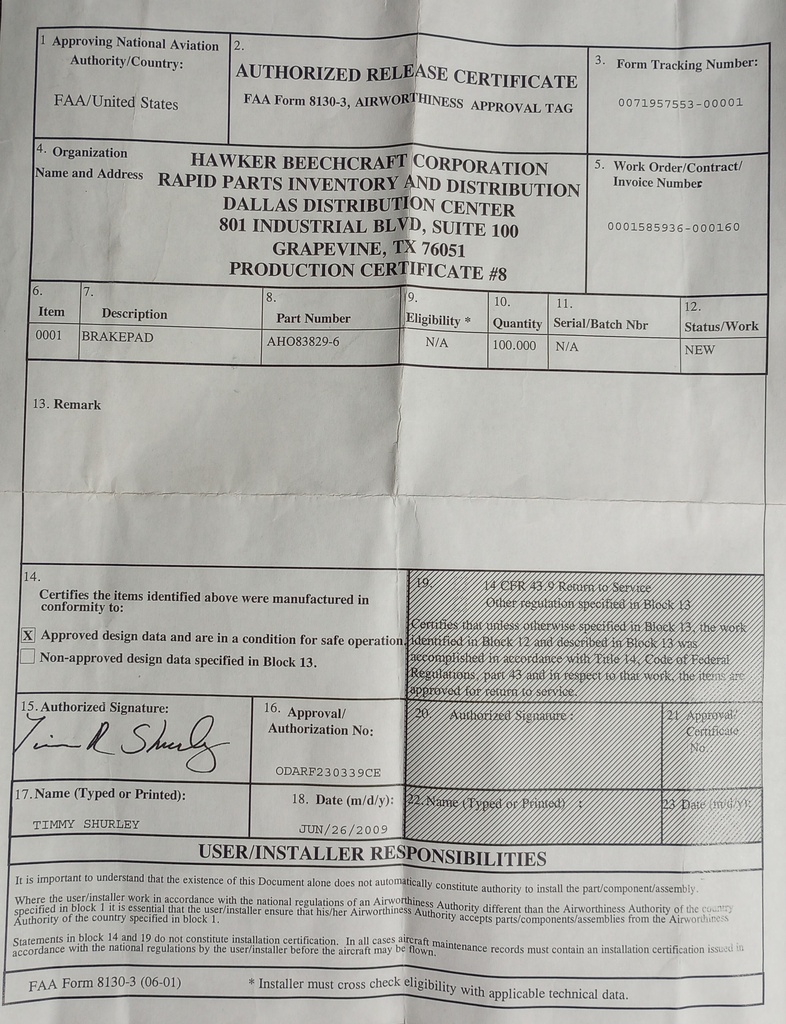 1 Approving National Aviation
Authority/Country:
FAA/United States
2.
AUTHORIZED RELEASE CERTIFICATE
FAA Form 8130-3, AIRWORTHINESS APPROVAL TAG
3. Form Tracking Number:
0071957553-00001
4. Organization
Name and Address
HAWKER BEECHCRAFT CORPORATION
RAPID PARTS INVENTORY AND DISTRIBUTION
DALLAS DISTRIBUTION CENTER
801 INDUSTRIAL BLVD, SUITE 100
GRAPEVINE, TX 76051
PRODUCTION CERTIFICATE #8
5. Work Order/Contract/
Invoice Number
0001585936-000160
6.
Item
7.
Description
8.
Part Number
9.
Eligibility *
10.
Quantity
11.
Serial/Batch Nbr
12.
Status/Work
0001 BRAKEPAD AHO83829-6 N/A 100.000 N/A NEW
13. Remark
14.
Certifies the items identified above were manufactured in
conformity to:
X Approved design data and are in a condition for safe operation.
Non-approved design data specified in Block 13.
19. 14 CFR 43.9 Return to Service
Other regulation specified in Block 13
Certifies that unless otherwise specified in Block 13, the work
identified in Block 12 and described in Block 13 was
accomplished in accordance with Title 14, Code of Federal
Regulations, part 43 and in respect to that work, the items are
approved for return to service.
15. Authorized Signature:
Tim R Shurley
16. Approval/
Authorization No:
ODARF230339CE
20. Authorized Signature :
21 Approval/
Certificate
No.
17. Name (Typed or Printed):
TIMMY SHURLEY
18. Date (m/d/y):
JUN/26/2009
22. Name (Typed or Printed) :
23 Date (m/d/y):
USER/INSTALLER RESPONSIBILITIES
It is important to understand that the existence of this Document alone does not automatically constitute authority to install the part/component/assembly.
Where the user/installer work in accordance with the national regulations of an Airworthiness Authority different than the Airworthiness Authority of the country
specified in block 1 it is essential that the user/installer ensure that his/her Airworthiness Authority accepts parts/components/assemblies from the Airworthiness
Authority of the country specified in block 1.
Statements in block 14 and 19 do not constitute installation certification. In all cases aircraft maintenance records must contain an installation certification issued in
accordance with the national regulations by the user/installer before the aircraft may be flown.
FAA Form 8130-3 (06-01)
* Installer must cross check eligibility with applicable technical data.